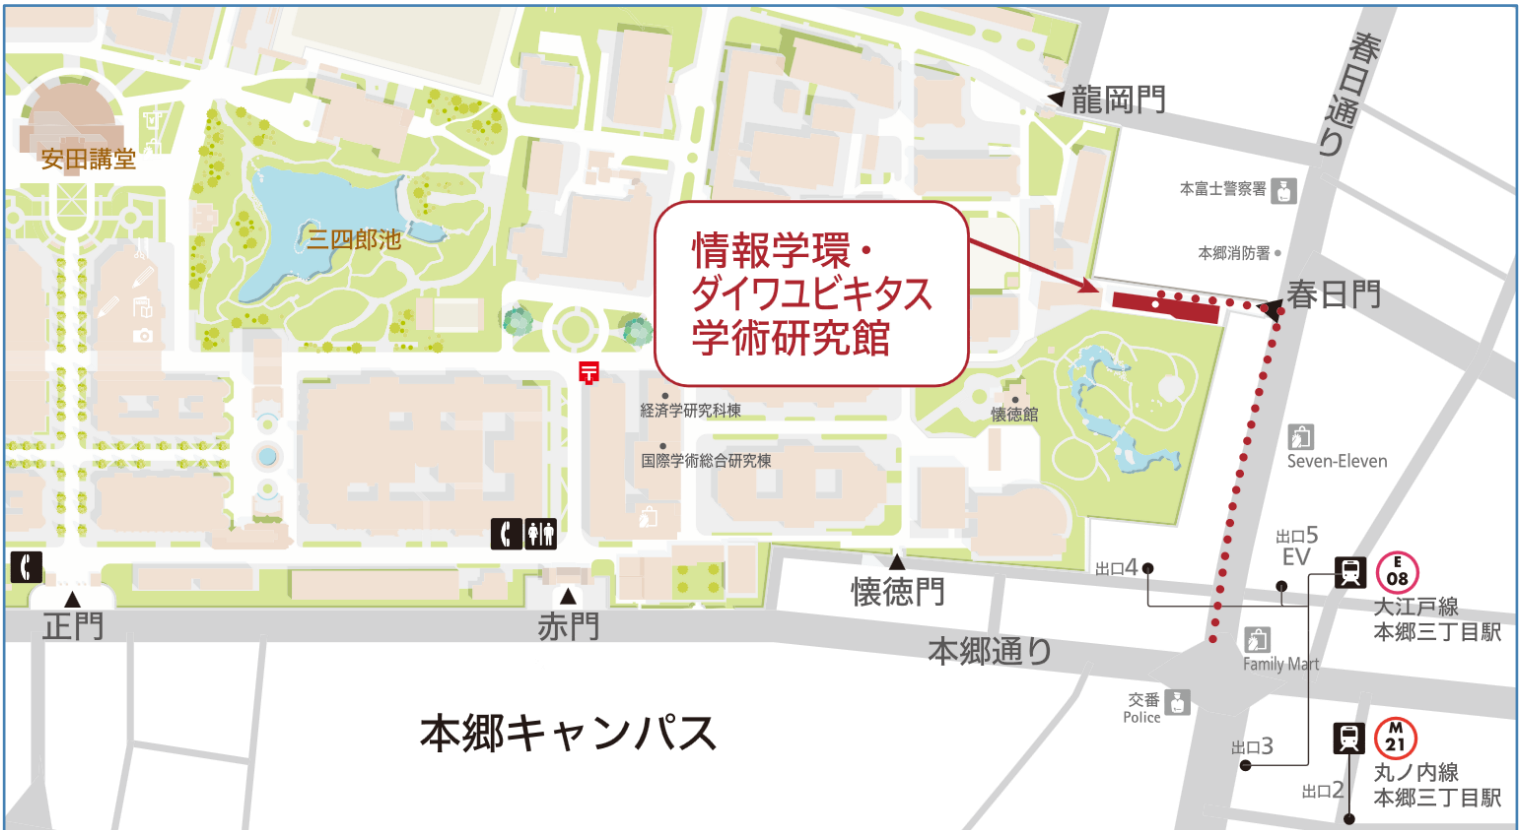 春日通り
龍岡門
安田講堂
本富士警察署
三四郎池
情報学環・
ダイワユビキタス
学術研究館
本郷消防署
春日門
経済学研究科棟
懐徳館
国際学術総合研究棟
Seven-Eleven
出口5
EV
出口4
E
08
大江戸線
本郷三丁目駅
懐徳門
正門
赤門
本郷通り
Family Mart
交番
Police
本郷キャンパス
出口3
M
21
丸ノ内線
本郷三丁目駅
出口2